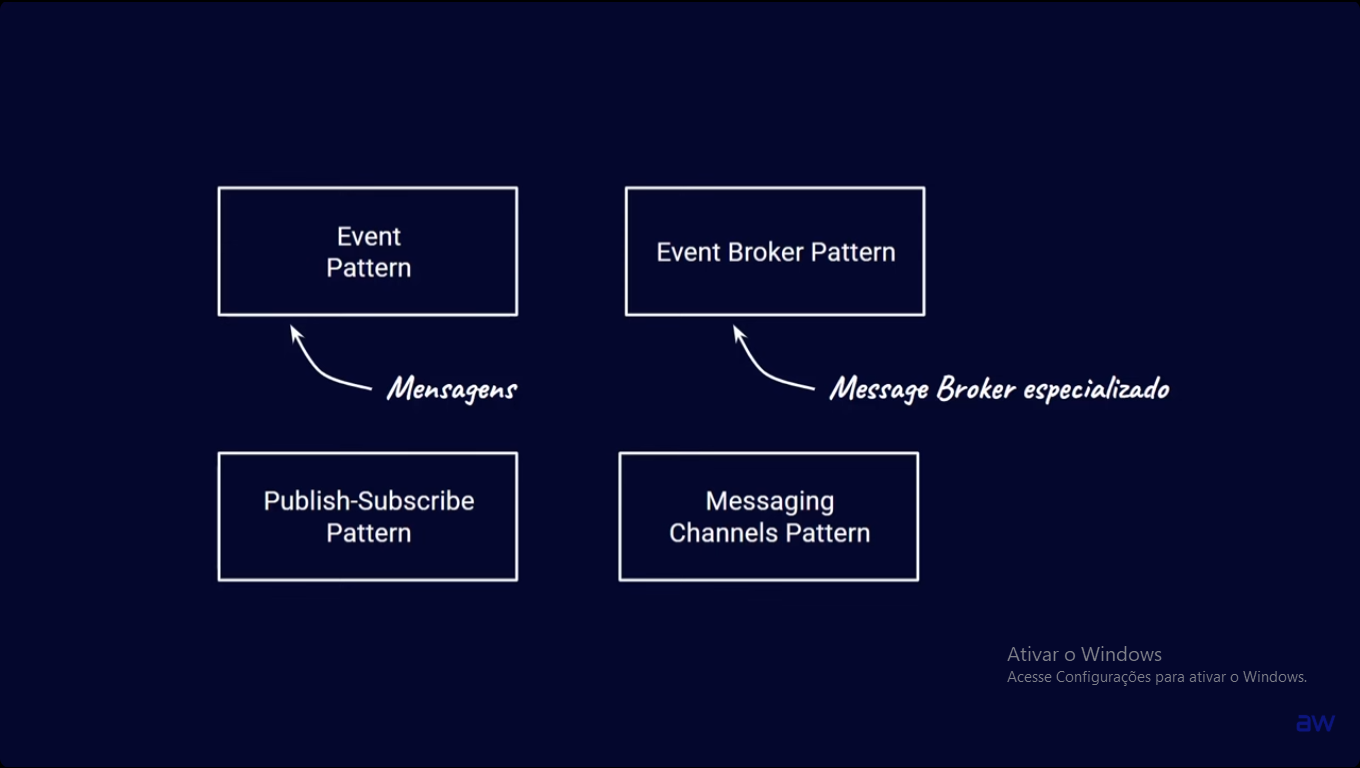 Event
Pattern
Event Broker Pattern
Mensagens
Message Broker especializado
Publish-Subscribe
Pattern
Messaging
Channels Pattern
Ativar o Windows
Acesse Configurações para ativar o Windows.
aw